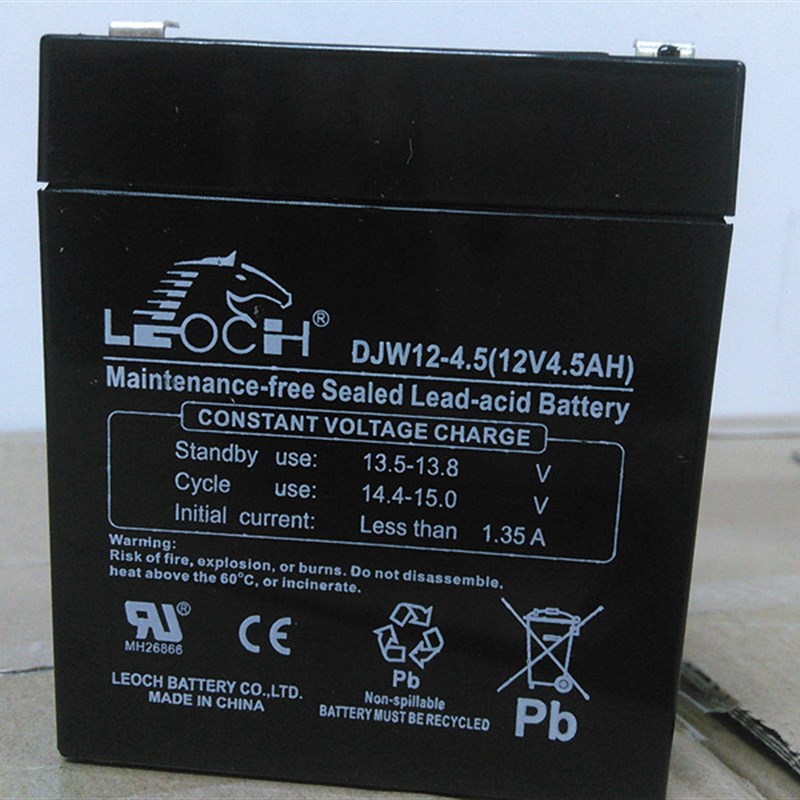 LEOCH®
DJW12-4.5(12V4.5AH)
Maintenance-free Sealed Lead-acid Battery
CONSTANT VOLTAGE CHARGE
Standby use: 13.5-13.8 V
Cycle use: 14.4-15.0 V
Initial current: Less than 1.35 A
Warning:
Risk of fire, explosion, or burns. Do not disassemble,
heat above the 60°C, or incinerate.
RU®
MH26866
CE
LEOCH BATTERY CO.,LTD.
MADE IN CHINA
Pb
Non-spillable
BATTERY MUST BE RECYCLED
Pb